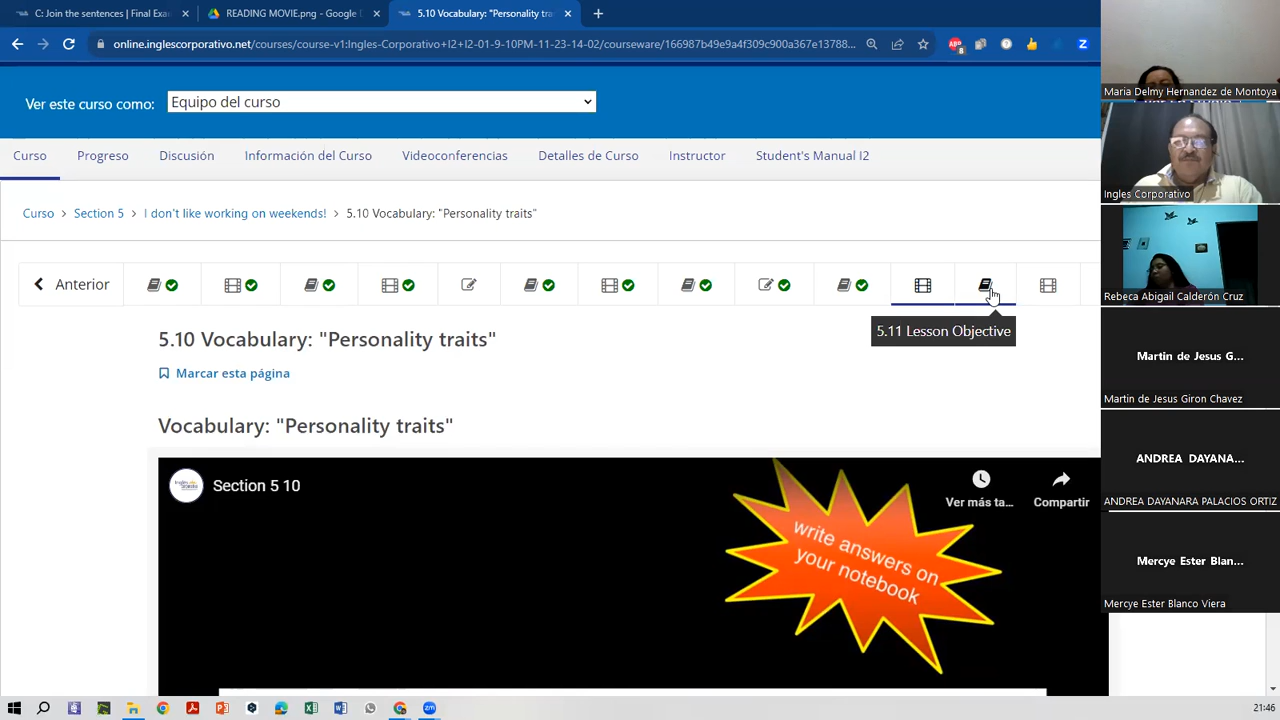 C: Join the sentences | Final Exa
READING MOVIE.png - Google
5.10 Vocabulary: "Personality tra
online.inglescorporativo.net/courses/course-v1:Ingles-Corporativo+I2+I2-01-9-10PM-11-23-14-02/courseware/166987b49e9a4f309c900a367e13788...
Ver este curso como:
Equipo del curso
Curso
Progreso
Discusión
Información del Curso
Videoconferencias
Detalles de Curso
Instructor
Student's Manual I2
Curso > Section 5 > I don't like working on weekends! > 5.10 Vocabulary: "Personality traits"
Anterior
5.11 Lesson Objective
5.10 Vocabulary: "Personality traits"
Marcar esta página
Vocabulary: "Personality traits"
Section 5 10
Ver más ta...
Compartir
write answers on
your notebook
Maria Delmy Hernandez de Montoya
Ingles Corporativo
Rebeca Abigail Calderón Cruz
Martin de Jesus G...
Martin de Jesus Giron Chavez
ANDREA DAYANA...
ANDREA DAYANARA PALACIOS ORTIZ
Mercye Ester Blan...
Mercye Ester Blanco Viera
21:46